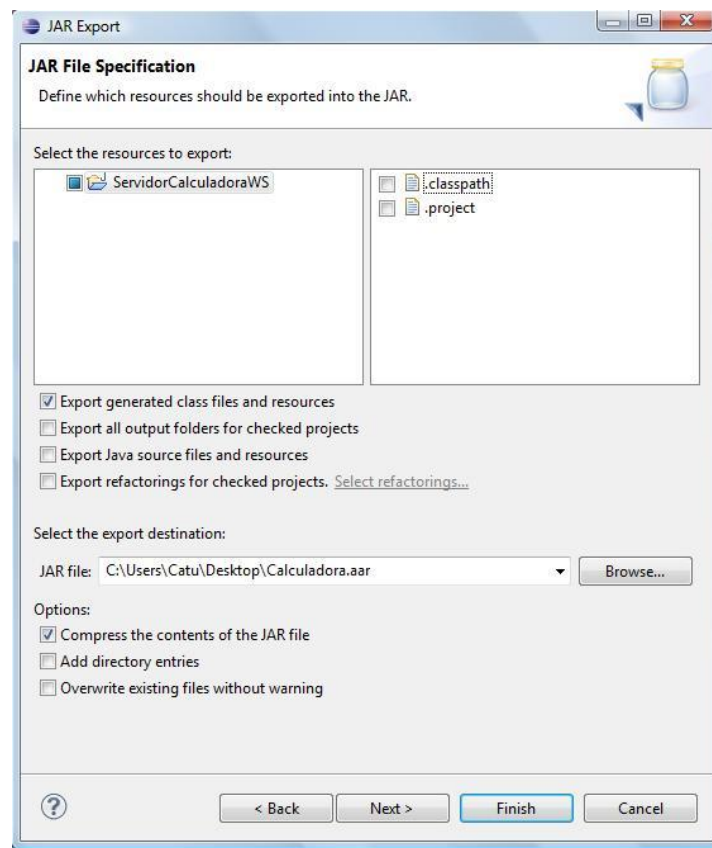 JAR Export
JAR File Specification
Define which resources should be exported into the JAR.
Select the resources to export:
ServidorCalculadoraWS
.classpath
.project
Export generated class files and resources
Export all output folders for checked projects
Export Java source files and resources
Export refactorings for checked projects. Select refactorings...
Select the export destination:
JAR file: C:\Users\Catu\Desktop\Calculadora.aar Browse...
Options:
Compress the contents of the JAR file
Add directory entries
Overwrite existing files without warning
? < Back Next > Finish Cancel